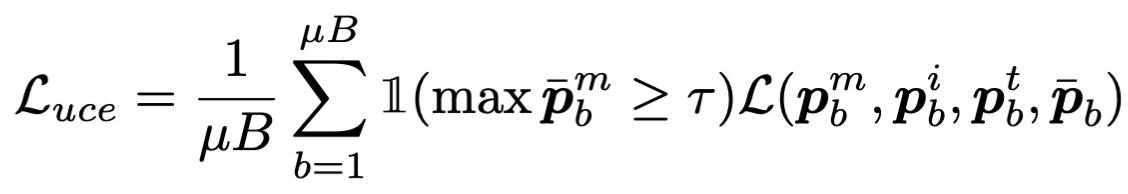 $$\mathcal{L}_{uce} = \frac{1}{\mu B} \sum_{b=1}^{\mu B} \mathbb{1}(\max \bar{\boldsymbol{p}}_b^m \geq \tau) \mathcal{L}(\boldsymbol{p}_b^m, \boldsymbol{p}_b^i, \boldsymbol{p}_b^t, \bar{\boldsymbol{p}}_b)$$